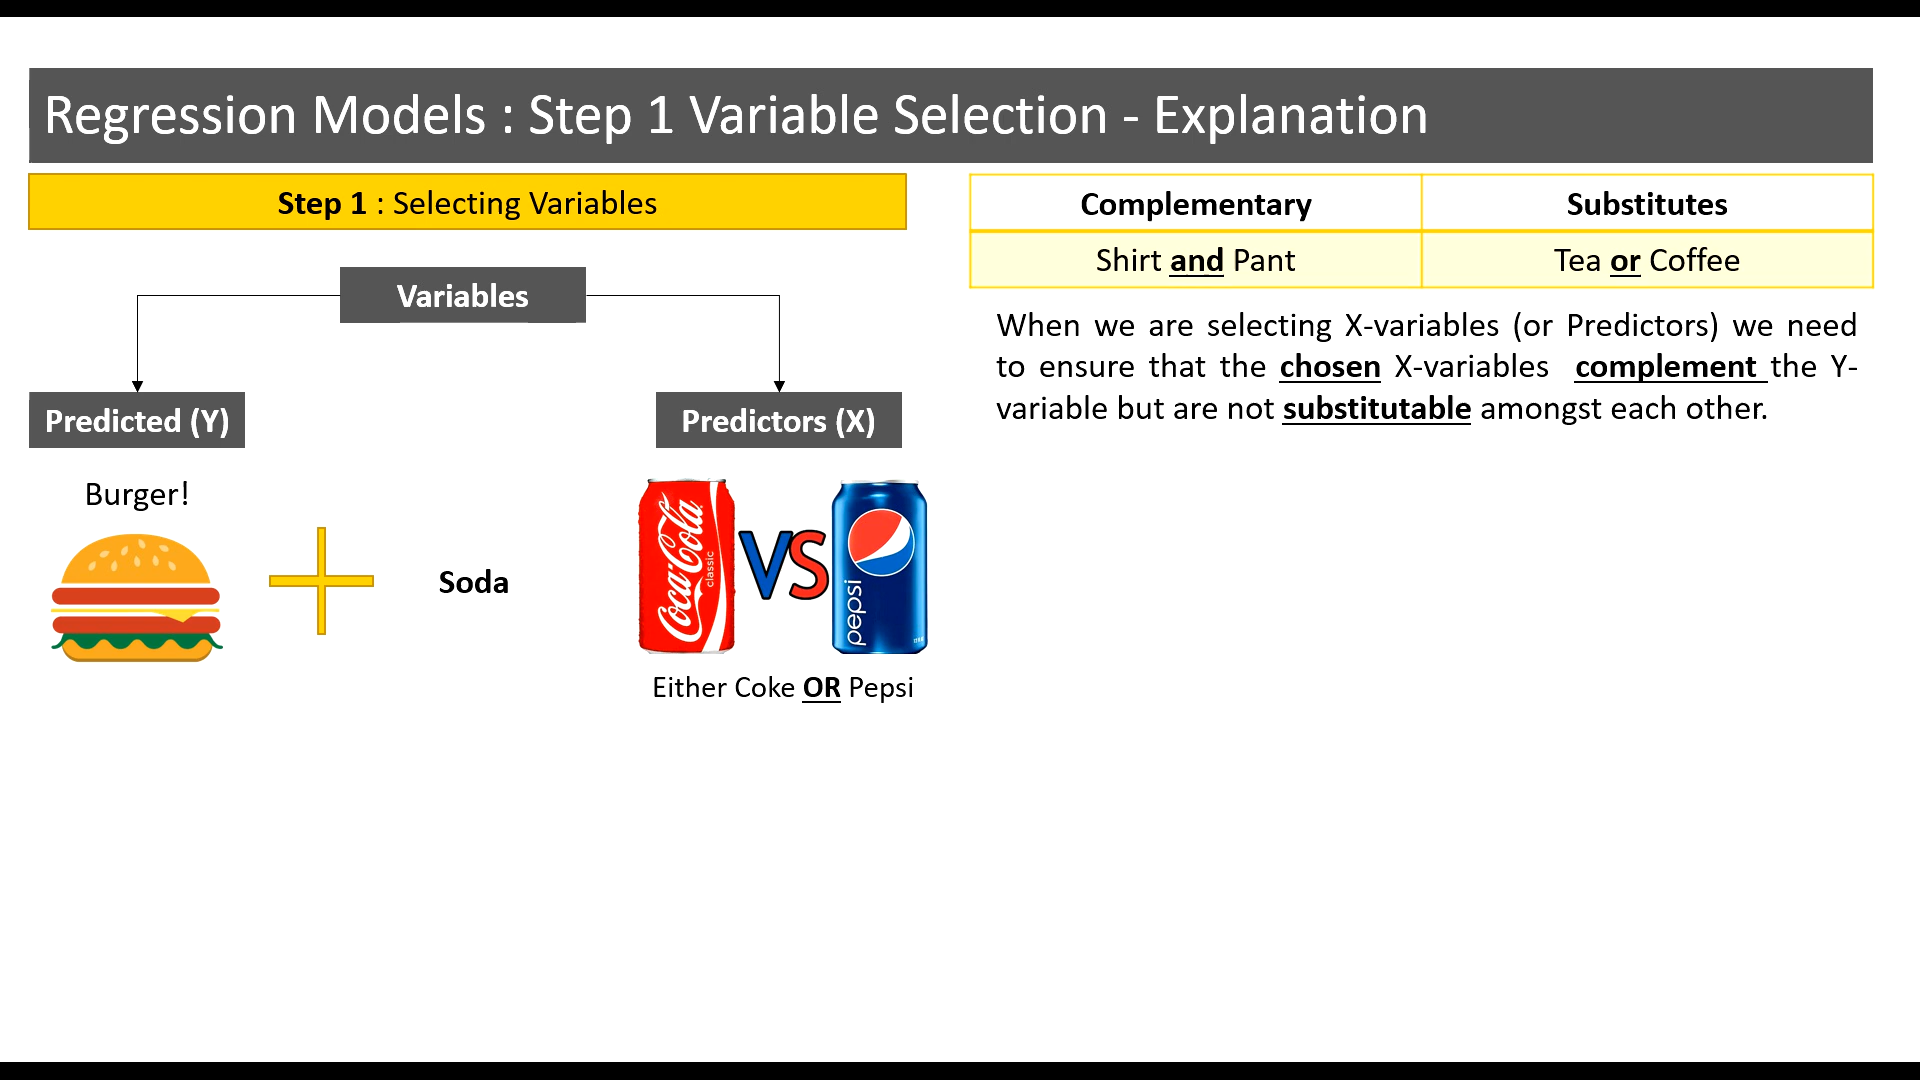 Regression Models : Step 1 Variable Selection - Explanation
Step 1 : Selecting Variables
Variables
Predicted (Y)
Predictors (X)
Burger!
Soda
Coca-Cola
classic
VS
pepsi
Either Coke OR Pepsi
Complementary Substitutes
Shirt and Pant Tea or Coffee
When we are selecting X-variables (or Predictors) we need
to ensure that the chosen X-variables complement the Y-
variable but are not substitutable amongst each other.